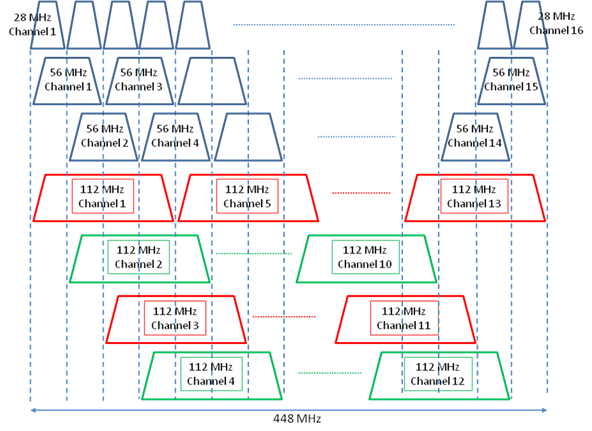 28 MHz
Channel 1
28 MHz
Channel 16
56 MHz
Channel 1
56 MHz
Channel 3
56 MHz
Channel 15
56 MHz
Channel 2
56 MHz
Channel 4
56 MHz
Channel 14
112 MHz
Channel 1
112 MHz
Channel 5
112 MHz
Channel 13
112 MHz
Channel 2
112 MHz
Channel 10
112 MHz
Channel 3
112 MHz
Channel 11
112 MHz
Channel 4
112 MHz
Channel 12
448 MHz